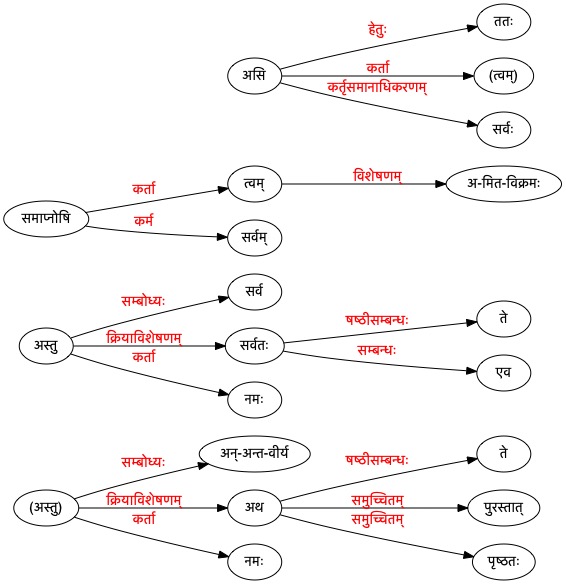 ततः
हेतुः
असि
कर्ता
(त्वम्)
कर्तृसमानाधिकरणम्
सर्वः
समाप्नोषि
कर्ता
त्वम्
विशेषणम्
अ-मित-विक्रमः
कर्म
सर्वम्
सर्व
सम्बोध्यः
अस्तु
क्रियाविशेषणम्
सर्वतः
षष्ठीसम्बन्धः
ते
सम्बन्धः
एव
कर्ता
नमः
अन्-अन्त-वीर्य
सम्बोध्यः
(अस्तु)
क्रियाविशेषणम्
अथ
षष्ठीसम्बन्धः
ते
समुच्चितम्
पुरस्तात्
समुच्चितम्
पृष्ठतः
कर्ता
नमः